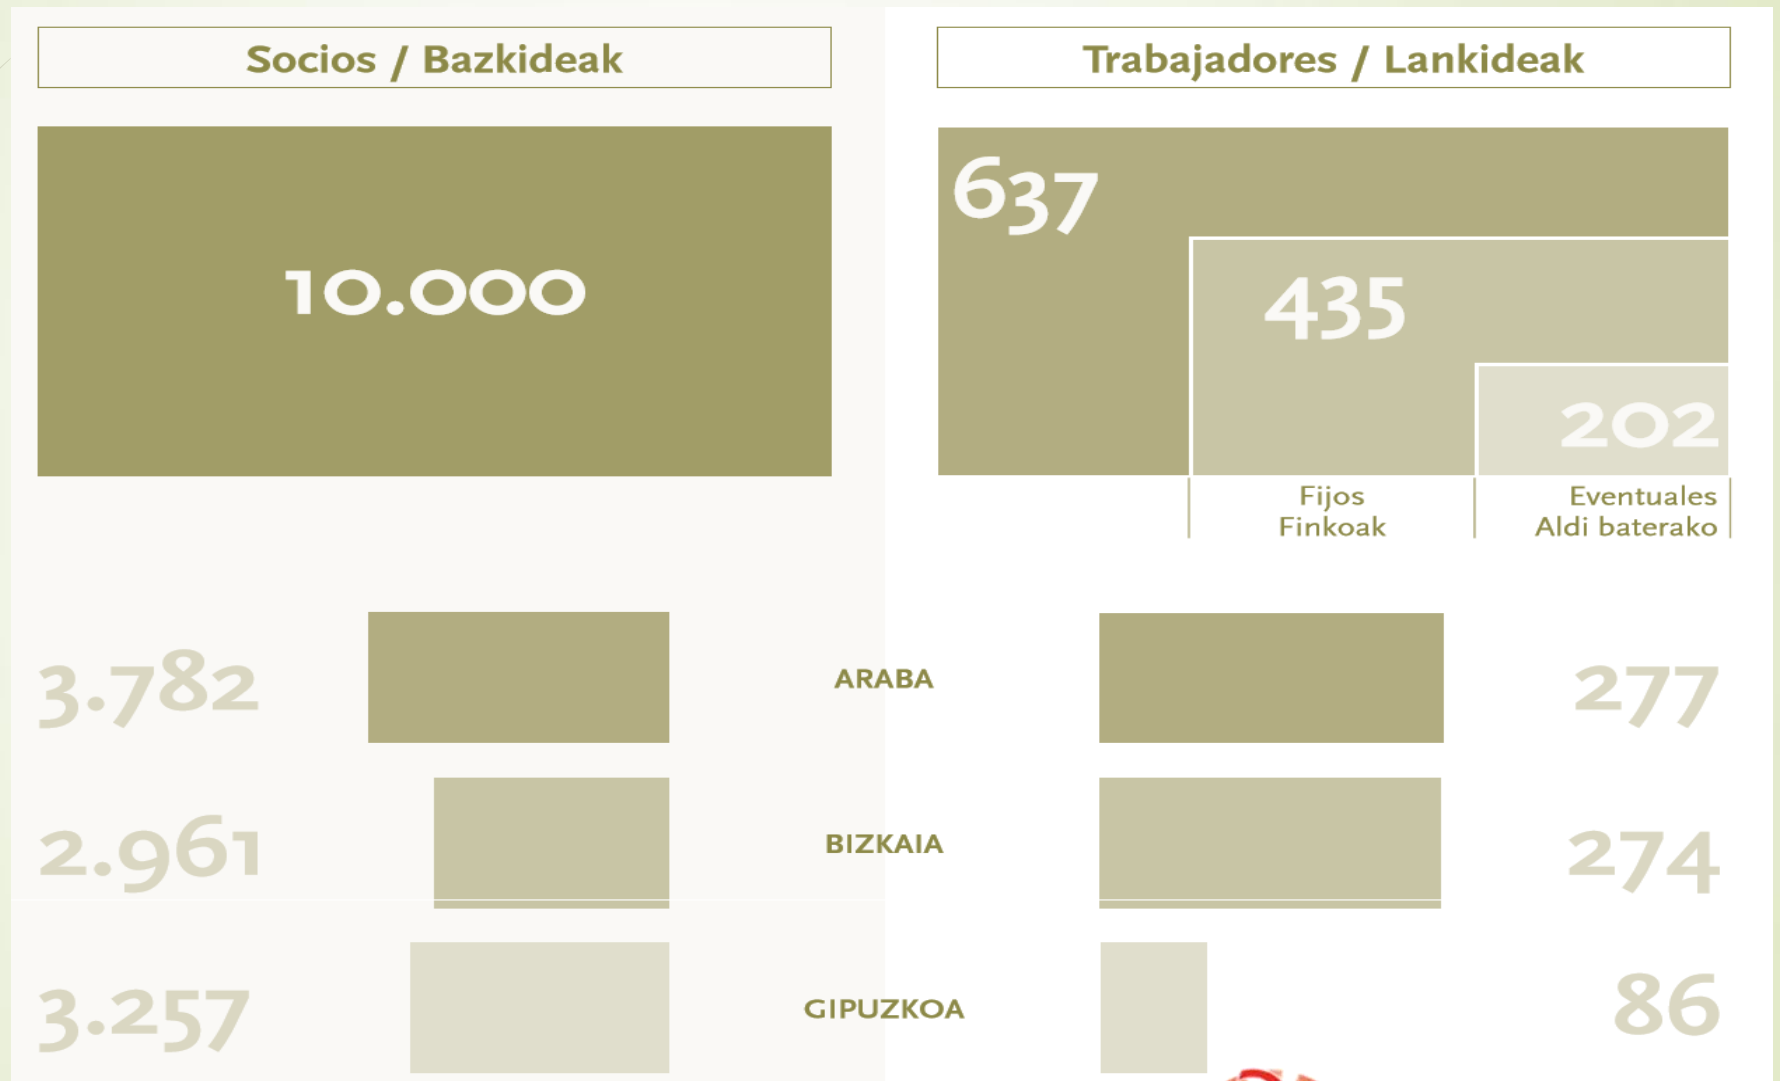 Socios / Bazkideak
Trabajadores / Lankideak
10.000
637
435
202
Fijos
Finkoak
Eventuales
Aldi baterako
3.782
ARABA
277
2.961
BIZKAIA
274
3.257
GIPUZKOA
86